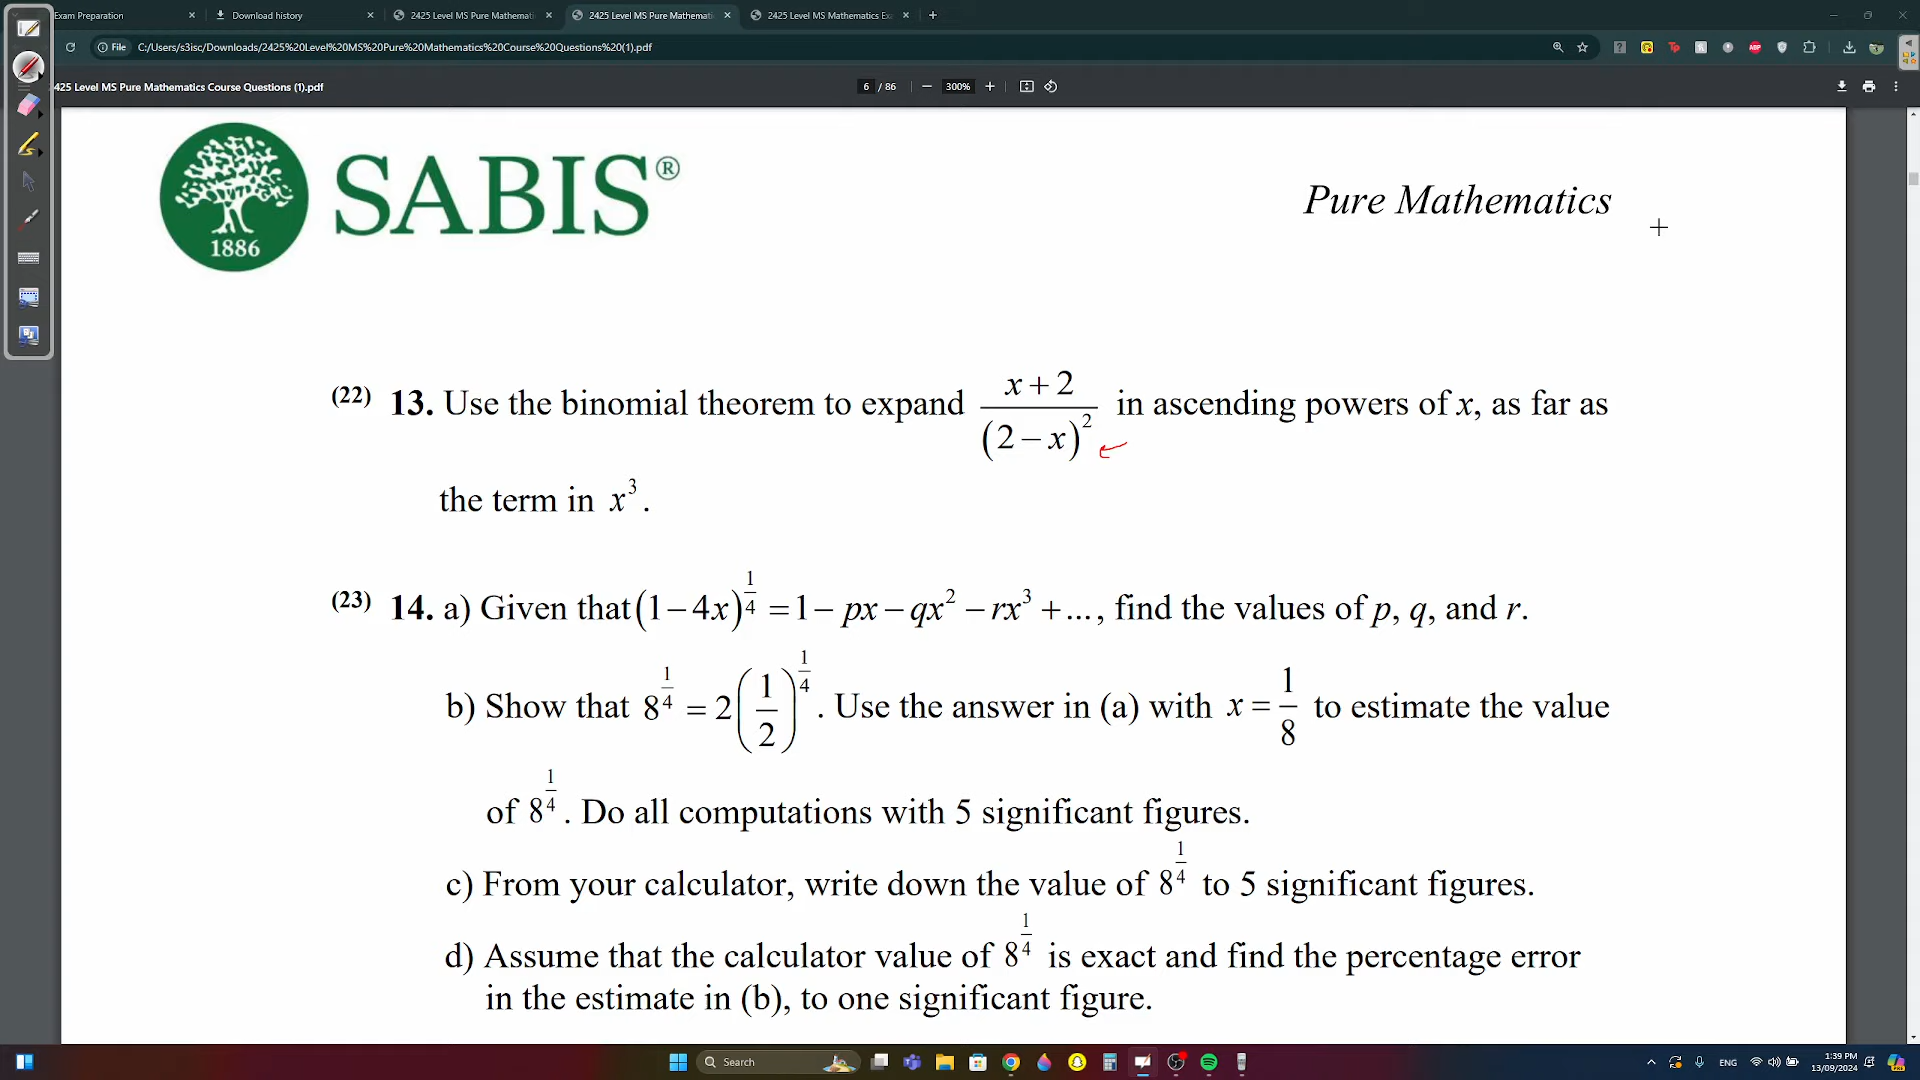 Exam Preparation
Download history
2425 Level MS Pure Mathemati
2425 Level MS Pure Mathemati
2425 Level MS Mathematics Ex
File C:/Users/s3isc/Downloads/2425%20Level%20MS%20Pure%20Mathematics%20Course%20Questions%20(1).pdf
425 Level MS Pure Mathematics Course Questions (1).pdf
6 / 86
300%
SABIS®
1886
Pure Mathematics
(22) 13. Use the binomial theorem to expand (x + 2)/(2 − x)² in ascending powers of x, as far as
the term in x³.
(23) 14. a) Given that (1 − 4x)^(1/4) = 1 − px − qx² − rx³ + ..., find the values of p, q, and r.
b) Show that 8^(1/4) = 2(1/2)^(1/4). Use the answer in (a) with x = 1/8 to estimate the value
of 8^(1/4). Do all computations with 5 significant figures.
c) From your calculator, write down the value of 8^(1/4) to 5 significant figures.
d) Assume that the calculator value of 8^(1/4) is exact and find the percentage error
in the estimate in (b), to one significant figure.
Search
ENG
1:39 PM
13/09/2024